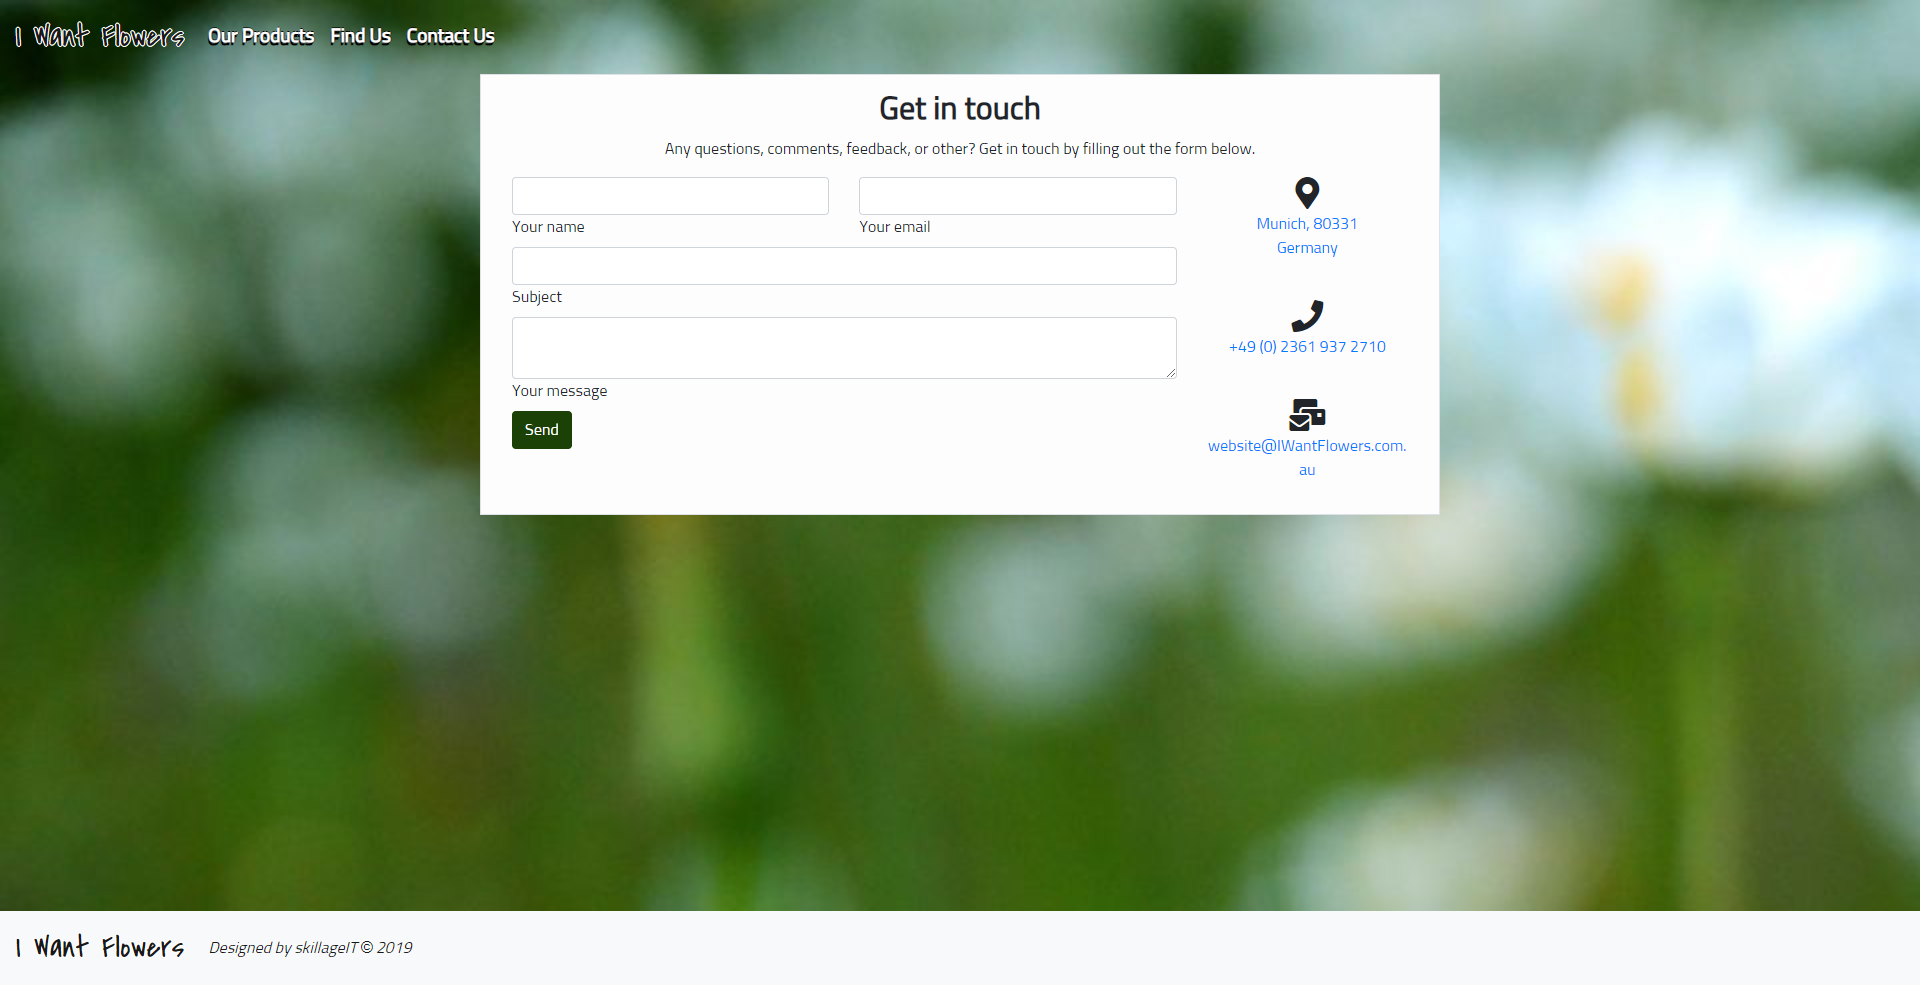 I Want Flowers Our Products Find Us Contact Us
Get in touch
Any questions, comments, feedback, or other? Get in touch by filling out the form below.
Your name
Your email
Subject
Your message
Send
Munich, 80331
Germany
+49 (0) 2361 937 2710
website@IWantFlowers.com.
au
I Want Flowers Designed by skillageIT © 2019